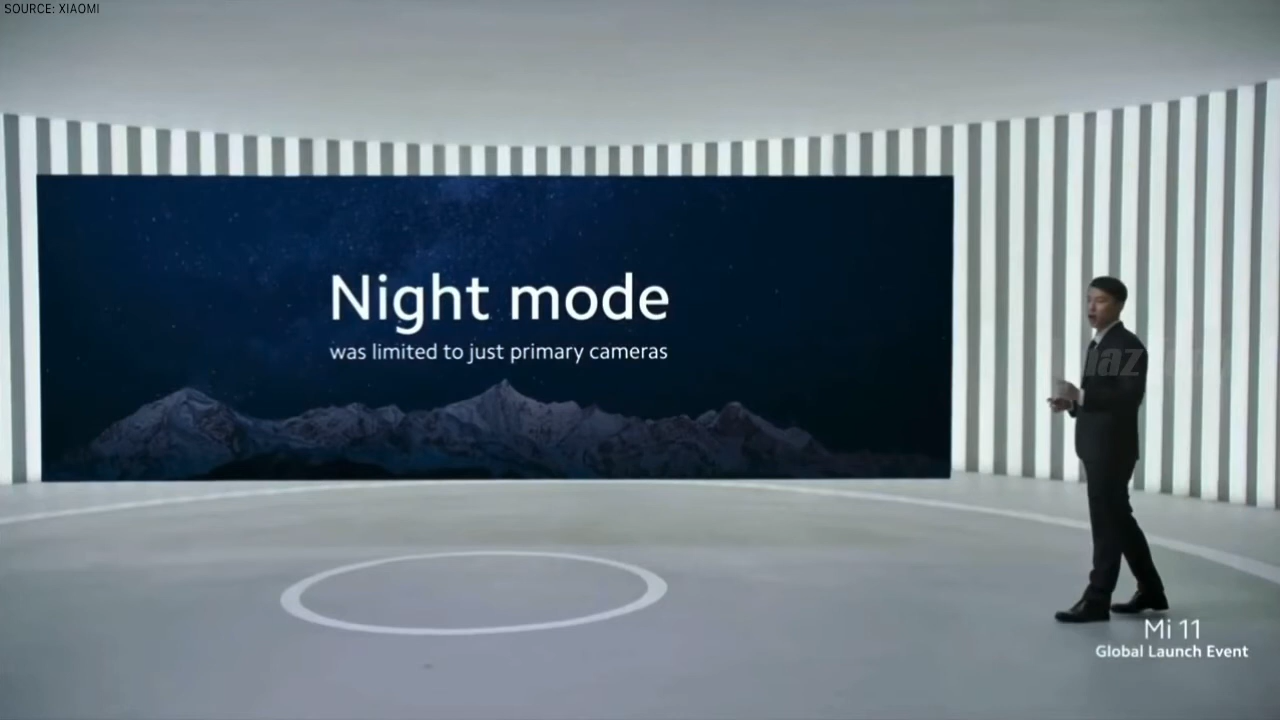 SOURCE: XIAOMI
Night mode
was limited to just primary cameras
Mi 11
Global Launch Event